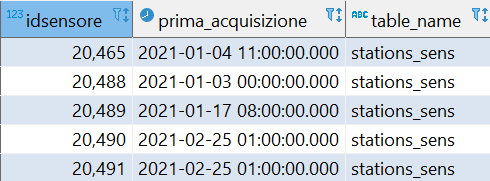 123 idsensore prima_acquisizione ABC table_name
20,465 2021-01-04 11:00:00.000 stations_sens
20,488 2021-01-03 00:00:00.000 stations_sens
20,489 2021-01-17 08:00:00.000 stations_sens
20,490 2021-02-25 01:00:00.000 stations_sens
20,491 2021-02-25 01:00:00.000 stations_sens